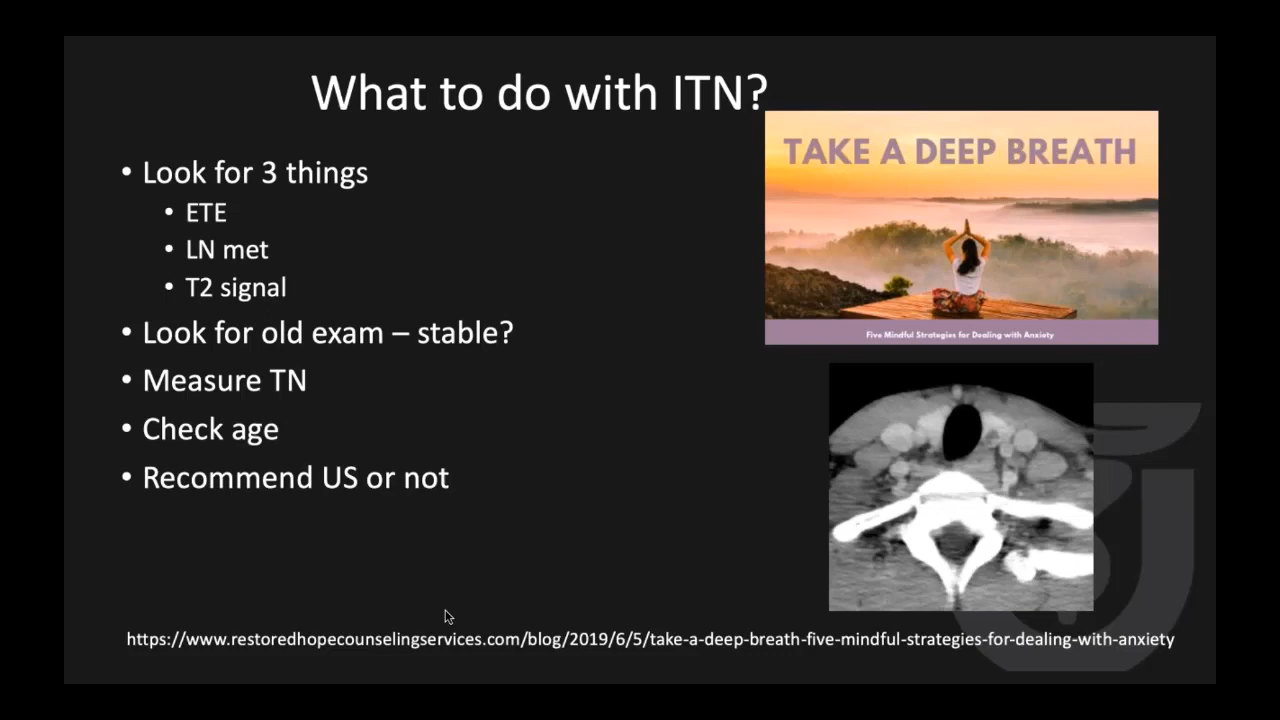 What to do with ITN?
• Look for 3 things
• ETE
• LN met
• T2 signal
• Look for old exam – stable?
• Measure TN
• Check age
• Recommend US or not
TAKE A DEEP BREATH
Five Mindful Strategies for Dealing with Anxiety
https://www.restoredhopecounselingservices.com/blog/2019/6/5/take-a-deep-breath-five-mindful-strategies-for-dealing-with-anxiety